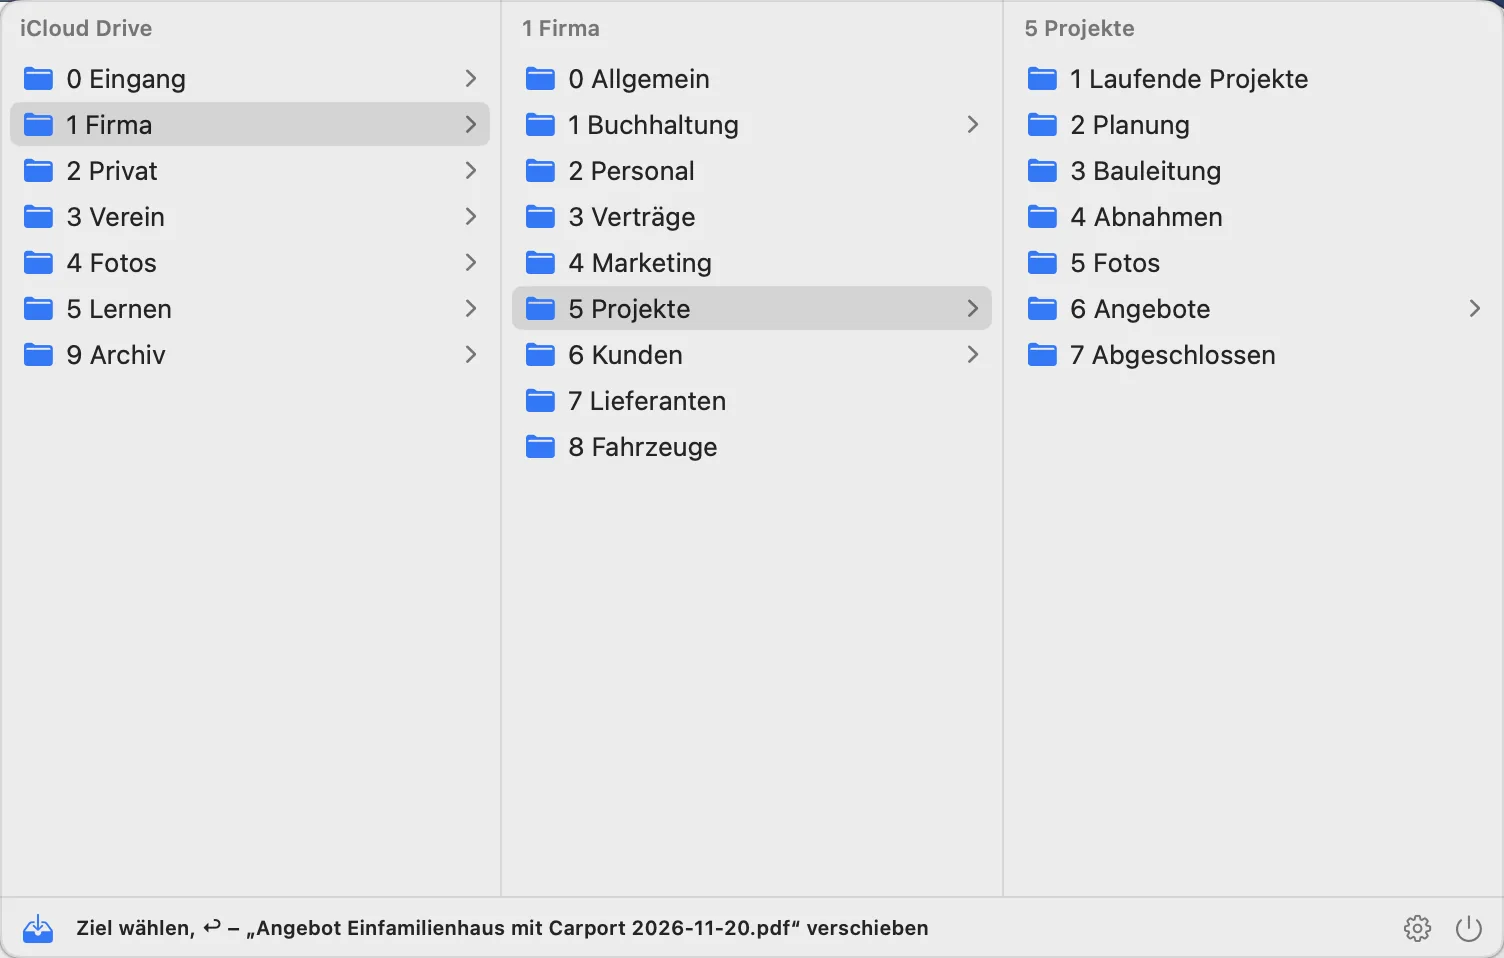 iCloud Drive
0 Eingang
1 Firma
2 Privat
3 Verein
4 Fotos
5 Lernen
9 Archiv
1 Firma
0 Allgemein
1 Buchhaltung
2 Personal
3 Verträge
4 Marketing
5 Projekte
6 Kunden
7 Lieferanten
8 Fahrzeuge
5 Projekte
1 Laufende Projekte
2 Planung
3 Bauleitung
4 Abnahmen
5 Fotos
6 Angebote
7 Abgeschlossen
Ziel wählen, ↩ – „Angebot Einfamilienhaus mit Carport 2026-11-20.pdf“ verschieben